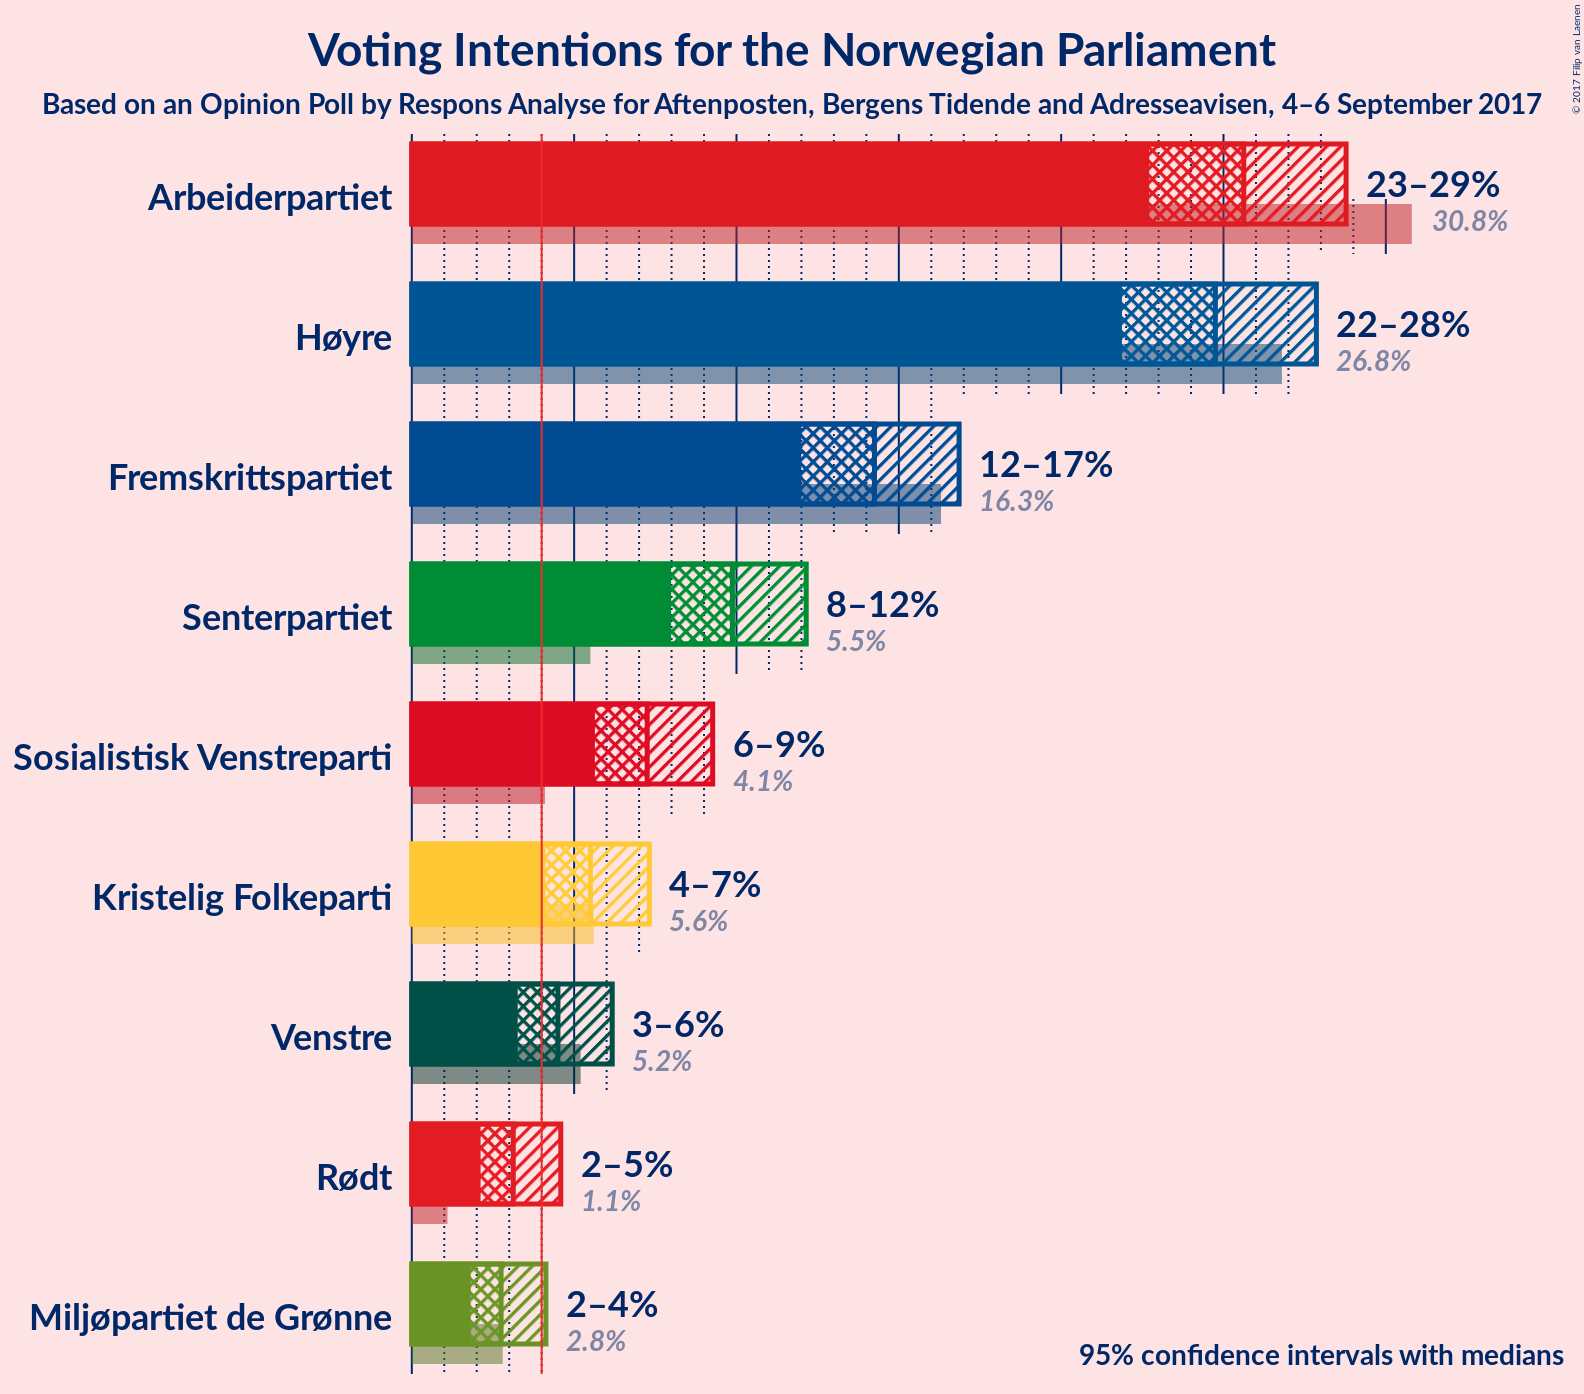 Voting Intentions for the Norwegian Parliament
Based on an Opinion Poll by Respons Analyse for Aftenposten, Bergens Tidende and Adresseavisen, 4–6 September 2017
© 2017 Filip van Laenen
Arbeiderpartiet
23–29%
30.8%
Høyre
22–28%
26.8%
Fremskrittspartiet
12–17%
16.3%
Senterpartiet
8–12%
5.5%
Sosialistisk Venstreparti
6–9%
4.1%
Kristelig Folkeparti
4–7%
5.6%
Venstre
3–6%
5.2%
Rødt
2–5%
1.1%
Miljøpartiet de Grønne
2–4%
2.8%
95% confidence intervals with medians